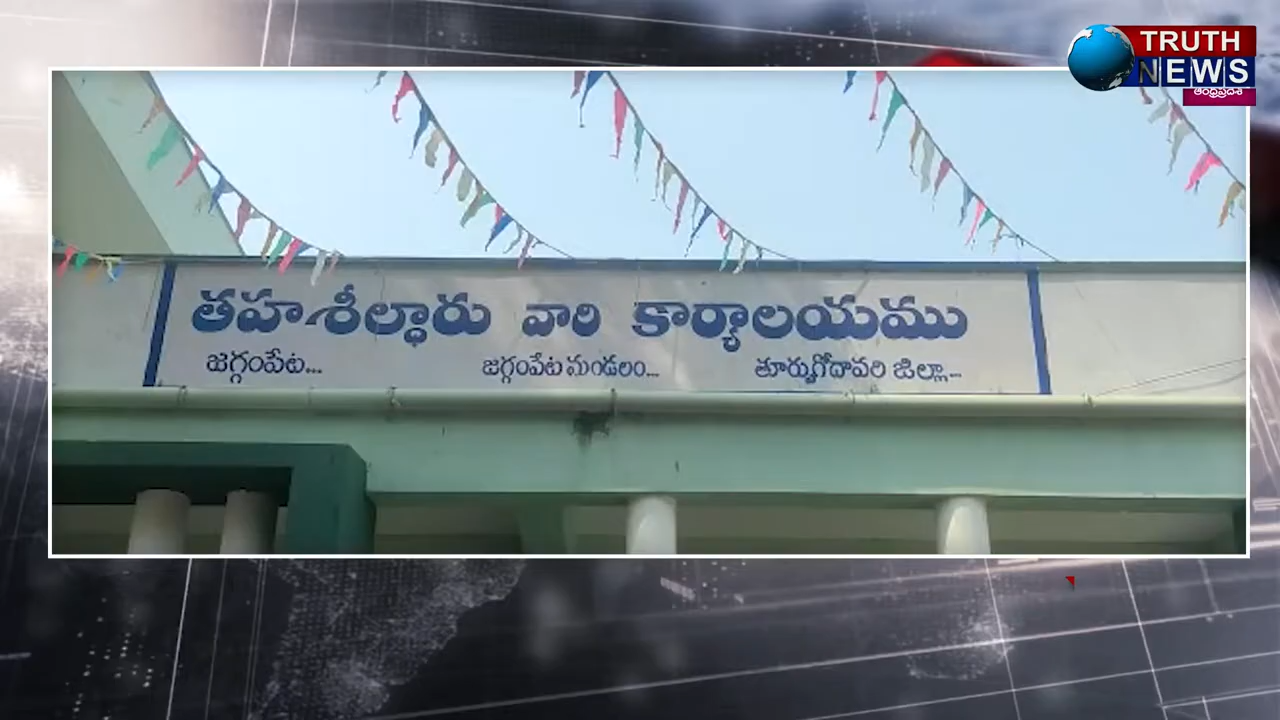 TRUTH
NEWS
ఆంధ్రప్రదేశ్
తహశీల్ధారు వారి కార్యాలయము
జగ్గంపేట... జగ్గంపేట మండలం... తూర్పుగోదావరి జిల్లా...